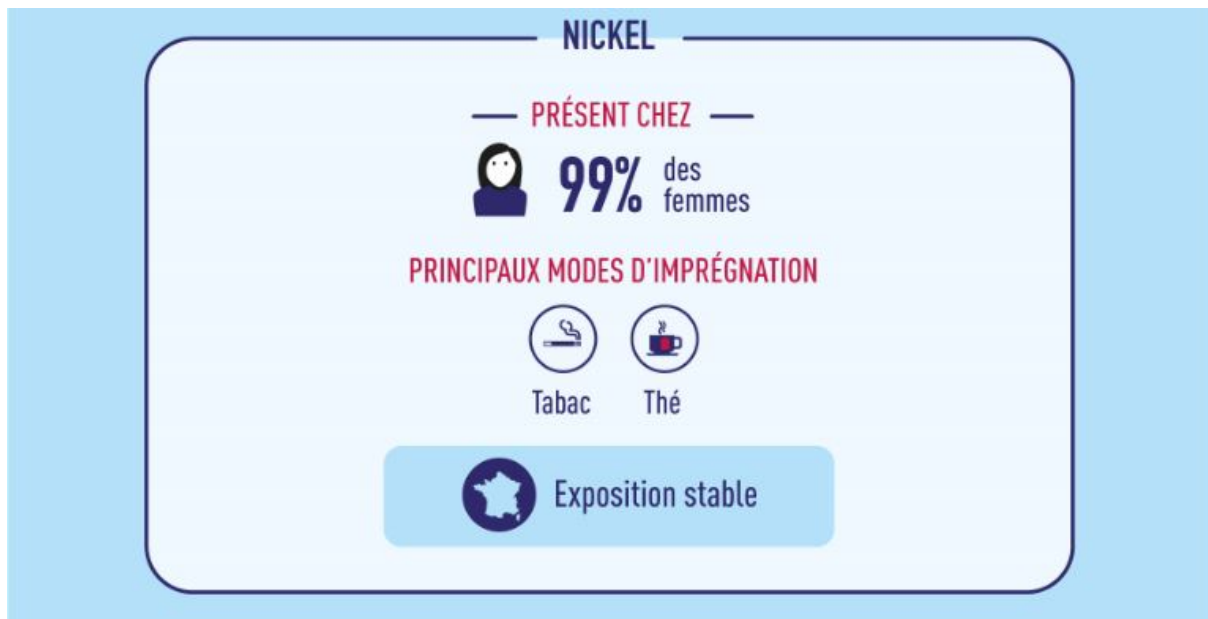 NICKEL
PRÉSENT CHEZ
99% des
femmes
PRINCIPAUX MODES D'IMPRÉGNATION
Tabac Thé
Exposition stable